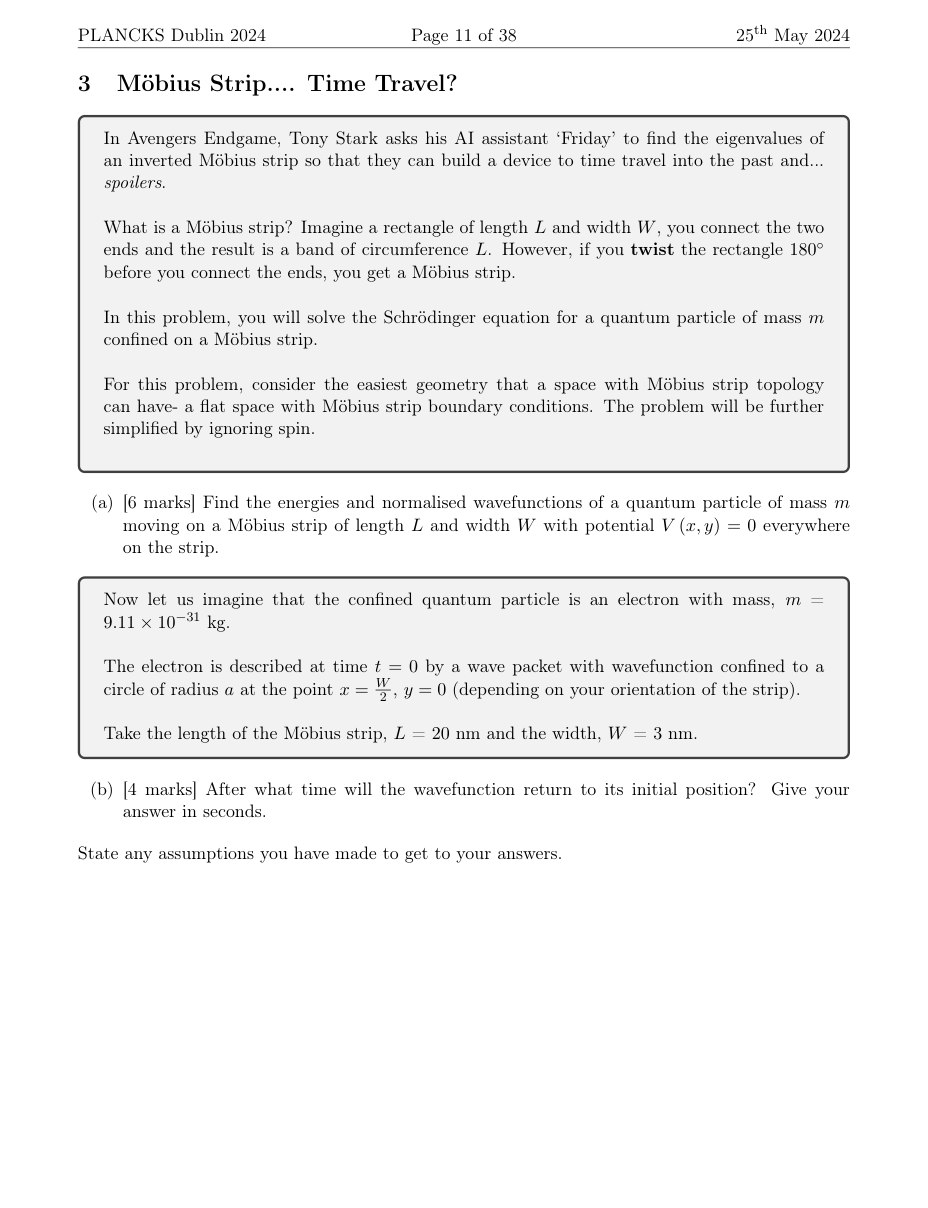 PLANCKS Dublin 2024 Page 11 of 38 25th May 2024
3 Möbius Strip.... Time Travel?
In Avengers Endgame, Tony Stark asks his AI assistant ‘Friday’ to find the eigenvalues of
an inverted Möbius strip so that they can build a device to time travel into the past and...
spoilers.
What is a Möbius strip? Imagine a rectangle of length L and width W, you connect the two
ends and the result is a band of circumference L. However, if you twist the rectangle 180°
before you connect the ends, you get a Möbius strip.
In this problem, you will solve the Schrödinger equation for a quantum particle of mass m
confined on a Möbius strip.
For this problem, consider the easiest geometry that a space with Möbius strip topology
can have- a flat space with Möbius strip boundary conditions. The problem will be further
simplified by ignoring spin.
(a) [6 marks] Find the energies and normalised wavefunctions of a quantum particle of mass m
moving on a Möbius strip of length L and width W with potential V (x, y) = 0 everywhere
on the strip.
Now let us imagine that the confined quantum particle is an electron with mass, m =
9.11 × 10^−31 kg.
The electron is described at time t = 0 by a wave packet with wavefunction confined to a
circle of radius a at the point x = W/2, y = 0 (depending on your orientation of the strip).
Take the length of the Möbius strip, L = 20 nm and the width, W = 3 nm.
(b) [4 marks] After what time will the wavefunction return to its initial position? Give your
answer in seconds.
State any assumptions you have made to get to your answers.